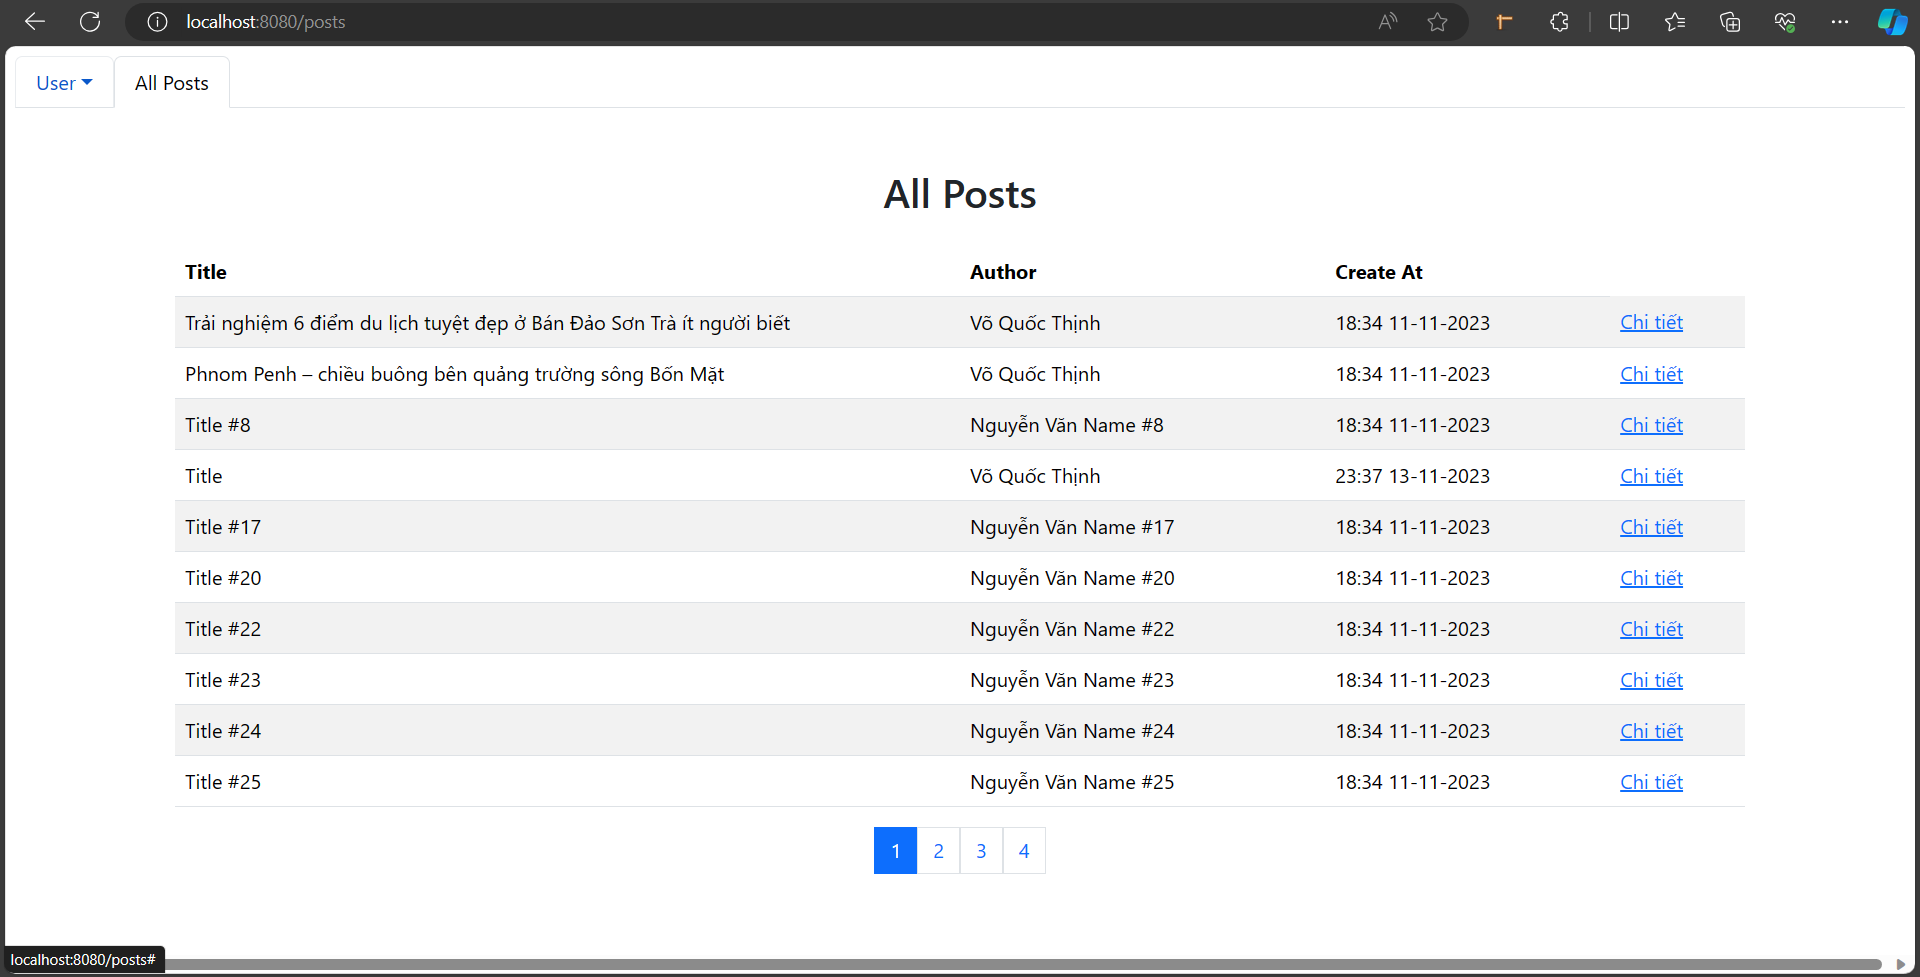 localhost:8080/posts
User All Posts
All Posts
Title Author Create At
Trải nghiệm 6 điểm du lịch tuyệt đẹp ở Bán Đảo Sơn Trà ít người biết Võ Quốc Thịnh 18:34 11-11-2023 Chi tiết
Phnom Penh – chiều buông bên quảng trường sông Bốn Mặt Võ Quốc Thịnh 18:34 11-11-2023 Chi tiết
Title #8 Nguyễn Văn Name #8 18:34 11-11-2023 Chi tiết
Title Võ Quốc Thịnh 23:37 13-11-2023 Chi tiết
Title #17 Nguyễn Văn Name #17 18:34 11-11-2023 Chi tiết
Title #20 Nguyễn Văn Name #20 18:34 11-11-2023 Chi tiết
Title #22 Nguyễn Văn Name #22 18:34 11-11-2023 Chi tiết
Title #23 Nguyễn Văn Name #23 18:34 11-11-2023 Chi tiết
Title #24 Nguyễn Văn Name #24 18:34 11-11-2023 Chi tiết
Title #25 Nguyễn Văn Name #25 18:34 11-11-2023 Chi tiết
1 2 3 4
localhost:8080/posts#